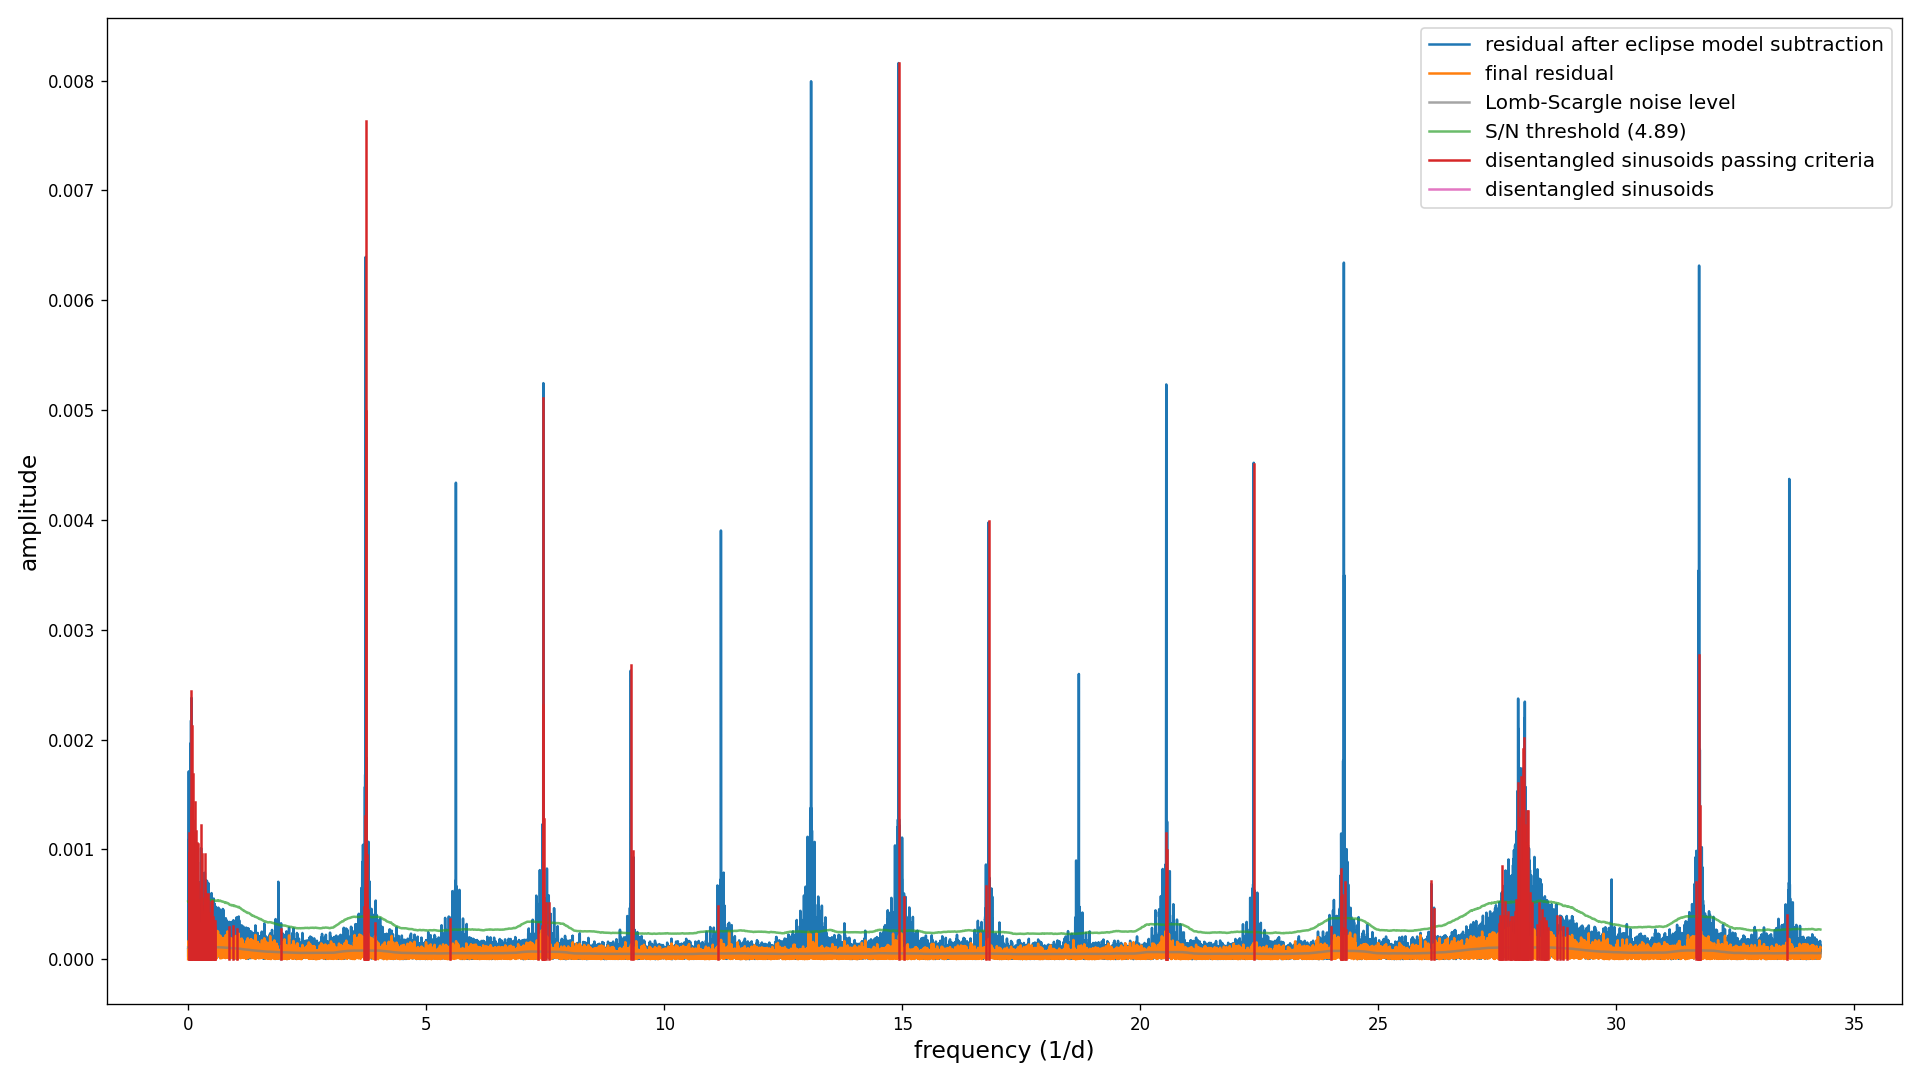 residual after eclipse model subtraction
final residual
Lomb-Scargle noise level
S/N threshold (4.89)
disentangled sinusoids passing criteria
disentangled sinusoids
0.008
0.007
0.006
0.005
0.004
0.003
0.002
0.001
0.000
amplitude
0 5 10 15 20 25 30 35
frequency (1/d)